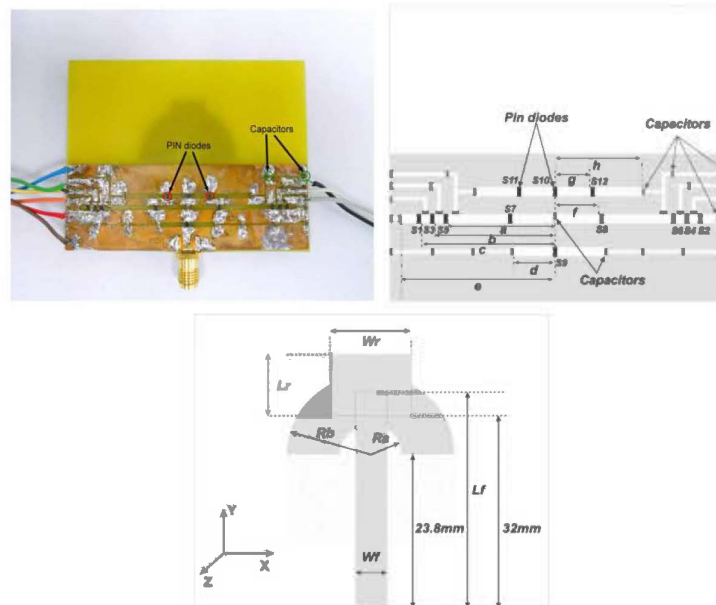 Capacitors
PIN diodes
Pin diodes
Capacitors
h
S11
S10
g
S12
f
S7
S1
S3
S5
a
S8
S6
S4
S2
b
c
S9
d
Capacitors
e
Wr
Lr
Rb
Ra
Lf
23.8mm
32mm
Wf
Y
X
Z